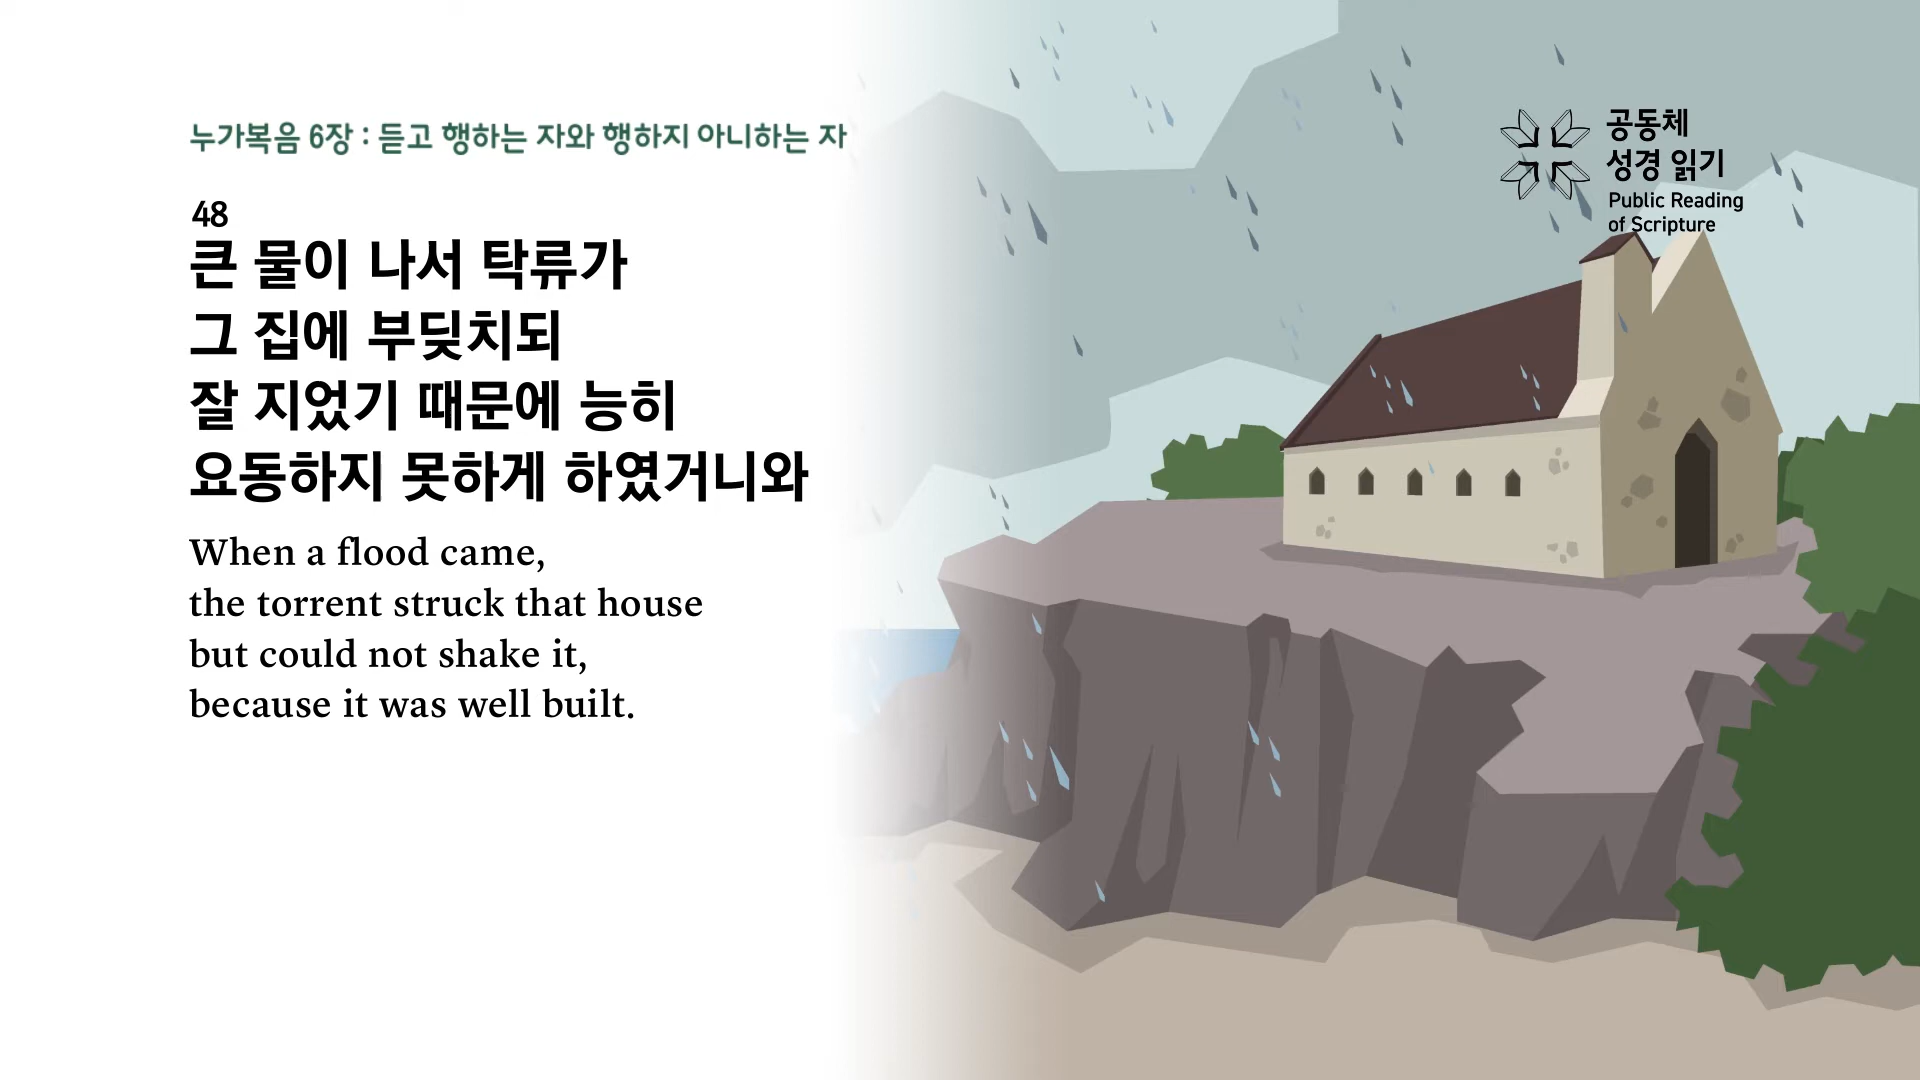 누가복음 6장 : 듣고 행하는 자와 행하지 아니하는 자
48
큰 물이 나서 탁류가
그 집에 부딪치되
잘 지었기 때문에 능히
요동하지 못하게 하였거니와
When a flood came,
the torrent struck that house
but could not shake it,
because it was well built.
공동체
성경 읽기
Public Reading
of Scripture